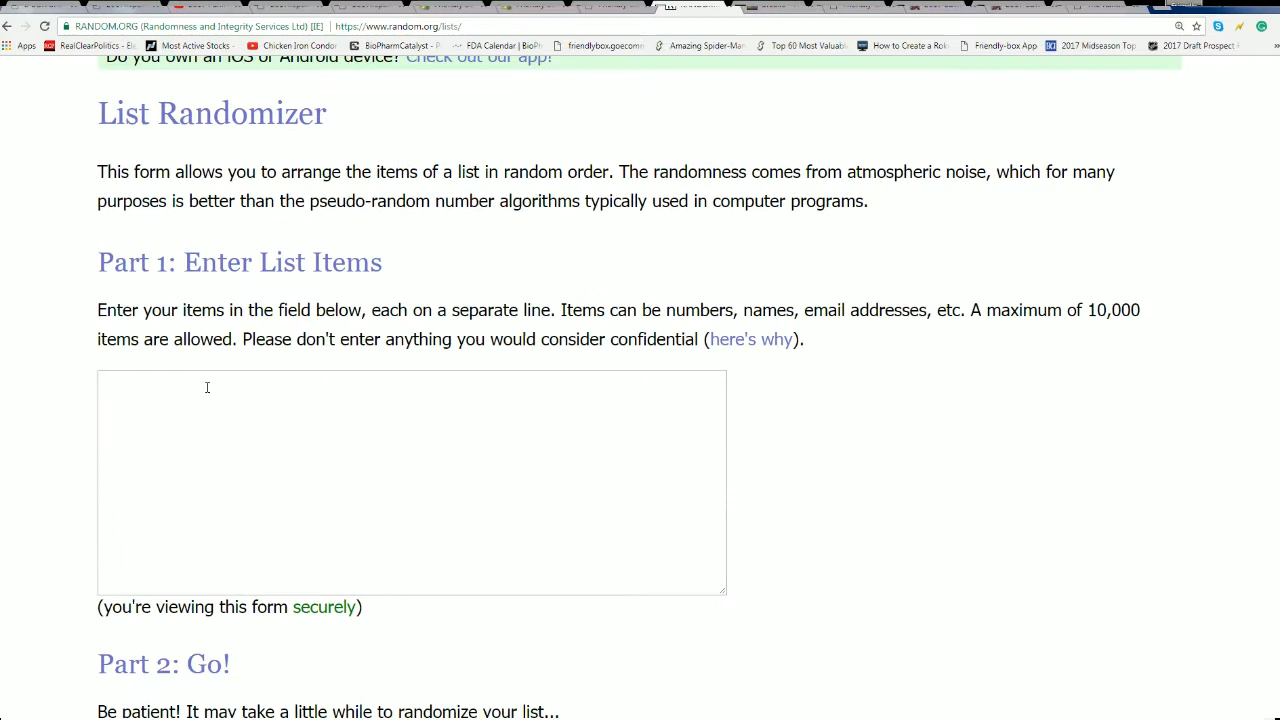 RANDOM.ORG (Randomness and Integrity Services Ltd) [IE] https://www.random.org/lists/
Apps RealClearPolitics - Ele Most Active Stocks - Chicken Iron Condor BioPharmCatalyst - P FDA Calendar | BioPh friendlybox.goecomm Amazing Spider-Man Top 60 Most Valuabl How to Create a Role Friendly-box App 2017 Midseason Top 2017 Draft Prospect
Do you own an iOS or Android device? Check out our app!
List Randomizer
This form allows you to arrange the items of a list in random order. The randomness comes from atmospheric noise, which for many
purposes is better than the pseudo-random number algorithms typically used in computer programs.
Part 1: Enter List Items
Enter your items in the field below, each on a separate line. Items can be numbers, names, email addresses, etc. A maximum of 10,000
items are allowed. Please don't enter anything you would consider confidential (here's why).
(you're viewing this form securely)
Part 2: Go!
Be patient! It may take a little while to randomize your list...